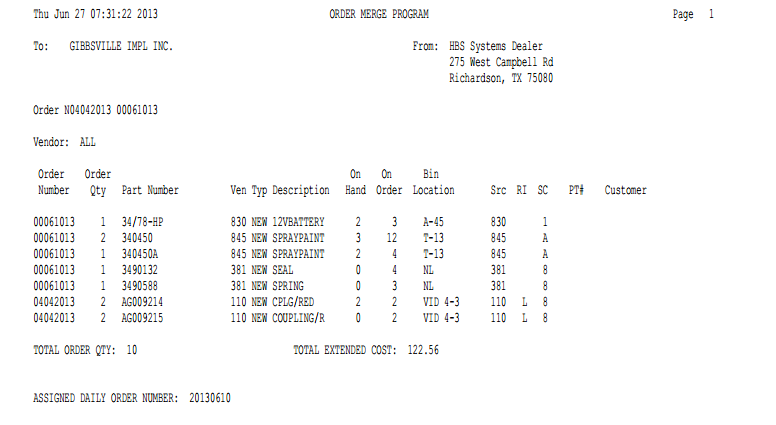 Thu Jun 27 07:31:22 2013 ORDER MERGE PROGRAM Page 1
To: GIBBSVILLE IMPL INC. From: HBS Systems Dealer
275 West Campbell Rd
Richardson, TX 75080
Order N04042013 00061013
Vendor: ALL
Order Order On On Bin
Number Qty Part Number Ven Typ Description Hand Order Location Src RI SC PT# Customer
00061013 1 34/78-HP 830 NEW 12VBATTERY 2 3 A-45 830 1
00061013 2 340450 845 NEW SPRAYPAINT 3 12 T-13 845 A
00061013 1 340450A 845 NEW SPRAYPAINT 2 4 T-13 845 A
00061013 1 3490132 381 NEW SEAL 0 4 NL 381 8
00061013 1 3490588 381 NEW SPRING 0 3 NL 381 8
04042013 2 AG009214 110 NEW CPLG/RED 2 2 VID 4-3 110 L 8
04042013 2 AG009215 110 NEW COUPLING/R 0 2 VID 4-3 110 L 8
TOTAL ORDER QTY: 10 TOTAL EXTENDED COST: 122.56
ASSIGNED DAILY ORDER NUMBER: 20130610